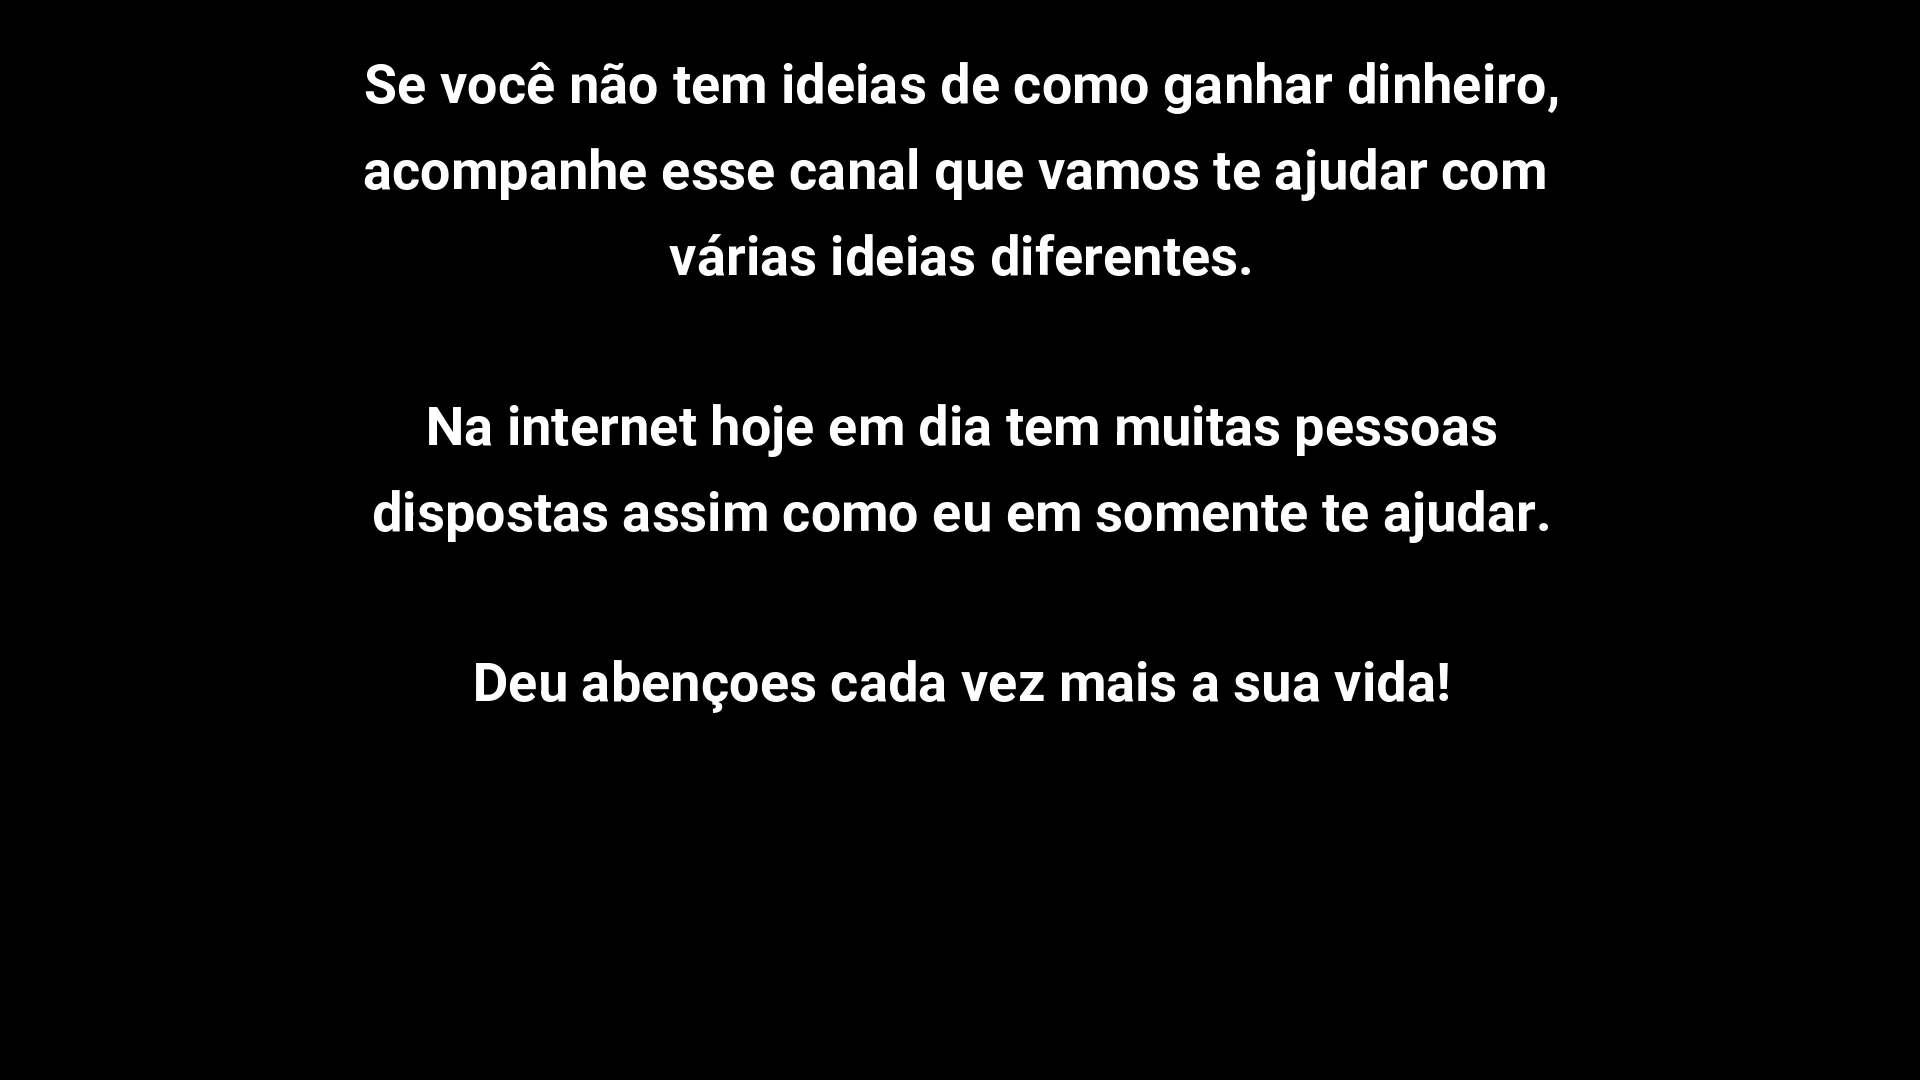 Se você não tem ideias de como ganhar dinheiro,
acompanhe esse canal que vamos te ajudar com
várias ideias diferentes.
Na internet hoje em dia tem muitas pessoas
dispostas assim como eu em somente te ajudar.
Deu abençoes cada vez mais a sua vida!